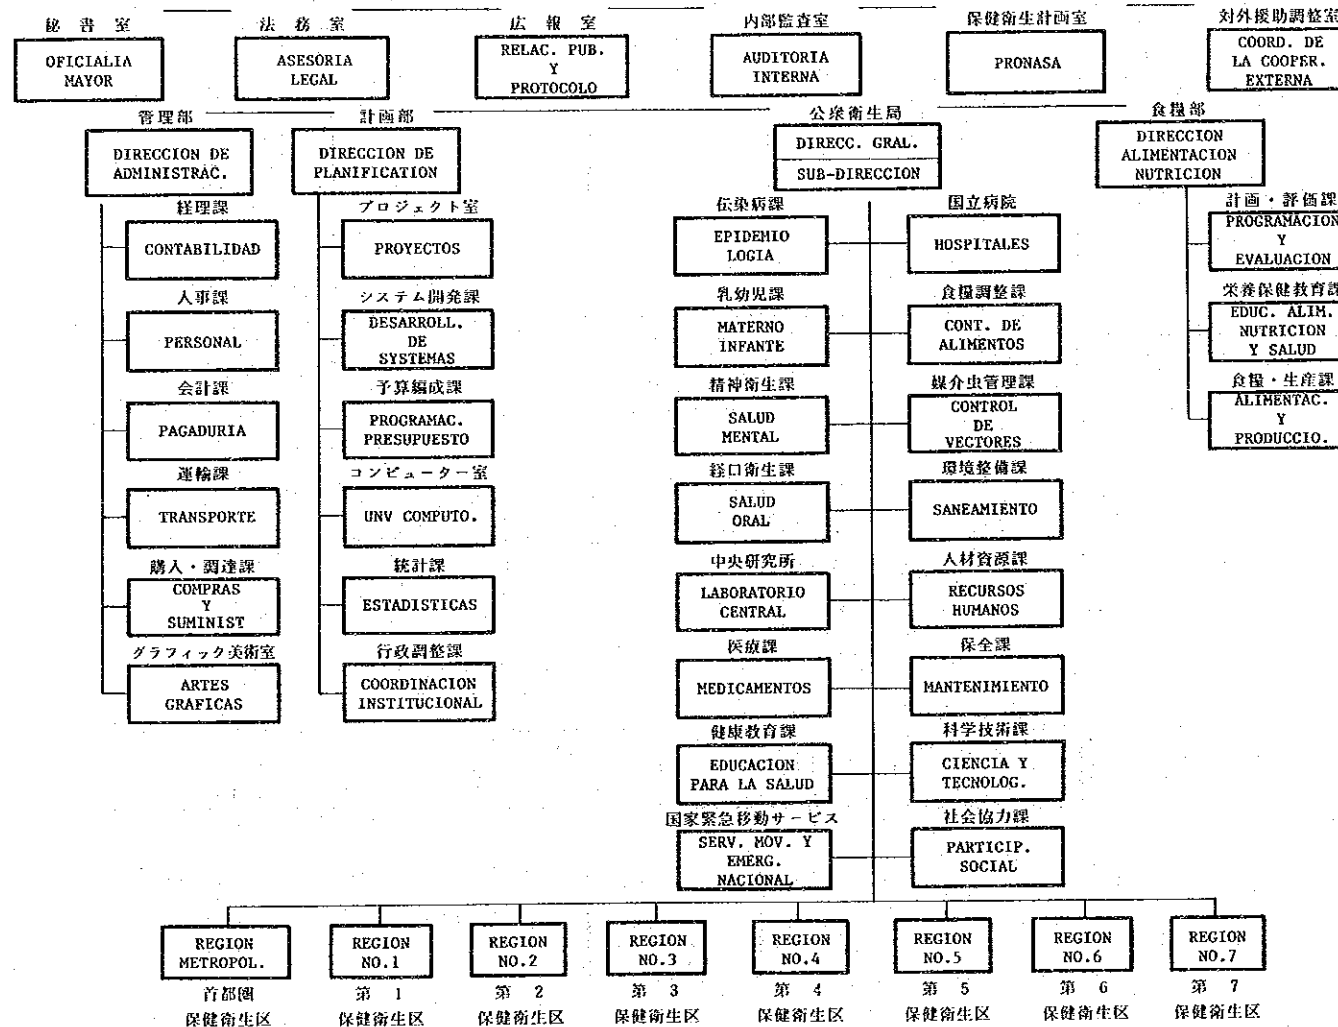 秘書室
OFICIALIA
MAYOR
法務室
ASESORIA
LEGAL
広報室
RELAC. PUB.
Y
PROTOCOLO
内部監査室
AUDITORIA
INTERNA
保健衛生計画室
PRONASA
対外援助調整室
COORD. DE
LA COOPER.
EXTERNA
管理部
DIRECCION DE
ADMINISTRAC.
計画部
DIRECCION DE
PLANIFICATION
公衆衛生局
DIRECC. GRAL.
SUB-DIRECCION
食糧部
DIRECCION
ALIMENTACION
NUTRICION
経理課
CONTABILIDAD
人事課
PERSONAL
会計課
PAGADURIA
運輸課
TRANSPORTE
購入・調達課
COMPRAS
Y
SUMINIST
グラフィック美術室
ARTES
GRAFICAS
プロジェクト室
PROYECTOS
システム開発課
DESARROLL.
DE
SYSTEMAS
予算編成課
PROGRAMAC.
PRESUPUESTO
コンピューター室
UNV COMPUTO.
統計課
ESTADISTICAS
行政調整課
COORDINACION
INSTITUCIONAL
伝染病課
EPIDEMIO
LOGIA
国立病院
HOSPITALES
乳幼児課
MATERNO
INFANTE
食糧調整課
CONT. DE
ALIMENTOS
精神衛生課
SALUD
MENTAL
媒介虫管理課
CONTROL
DE
VECTORES
経口衛生課
SALUD
ORAL
環境整備課
SANEAMIENTO
中央研究所
LABORATORIO
CENTRAL
人材資源課
RECURSOS
HUMANOS
医療課
MEDICAMENTOS
保全課
MANTENIMIENTO
健康教育課
EDUCACION
PARA LA SALUD
科学技術課
CIENCIA Y
TECNOLOG.
国家緊急移動サービス
SERV. MOV. Y
EMERG.
NACIONAL
社会協力課
PARTICIP.
SOCIAL
計画・評価課
PROGRAMACION
Y
EVALUACION
栄養保健教育課
EDUC. ALIM.
NUTRICION
Y SALUD
食糧・生産課
ALIMENTAC.
Y
PRODUCCIO.
REGION
METROPOL.
首都圏
保健衛生区
REGION
NO.1
第 1
保健衛生区
REGION
NO.2
第 2
保健衛生区
REGION
NO.3
第 3
保健衛生区
REGION
NO.4
第 4
保健衛生区
REGION
NO.5
第 5
保健衛生区
REGION
NO.6
第 6
保健衛生区
REGION
NO.7
第 7
保健衛生区